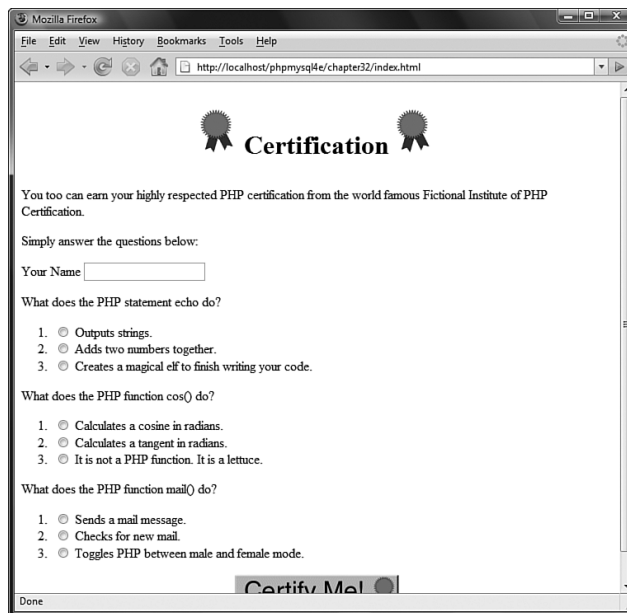 Mozilla Firefox
File Edit View History Bookmarks Tools Help
http://localhost/phpmysql4e/chapter32/index.html
Certification
You too can earn your highly respected PHP certification from the world famous Fictional Institute of PHP
Certification.
Simply answer the questions below:
Your Name
What does the PHP statement echo do?
1. Outputs strings.
2. Adds two numbers together.
3. Creates a magical elf to finish writing your code.
What does the PHP function cos() do?
1. Calculates a cosine in radians.
2. Calculates a tangent in radians.
3. It is not a PHP function. It is a lettuce.
What does the PHP function mail() do?
1. Sends a mail message.
2. Checks for new mail.
3. Toggles PHP between male and female mode.
Certify Me!
Done